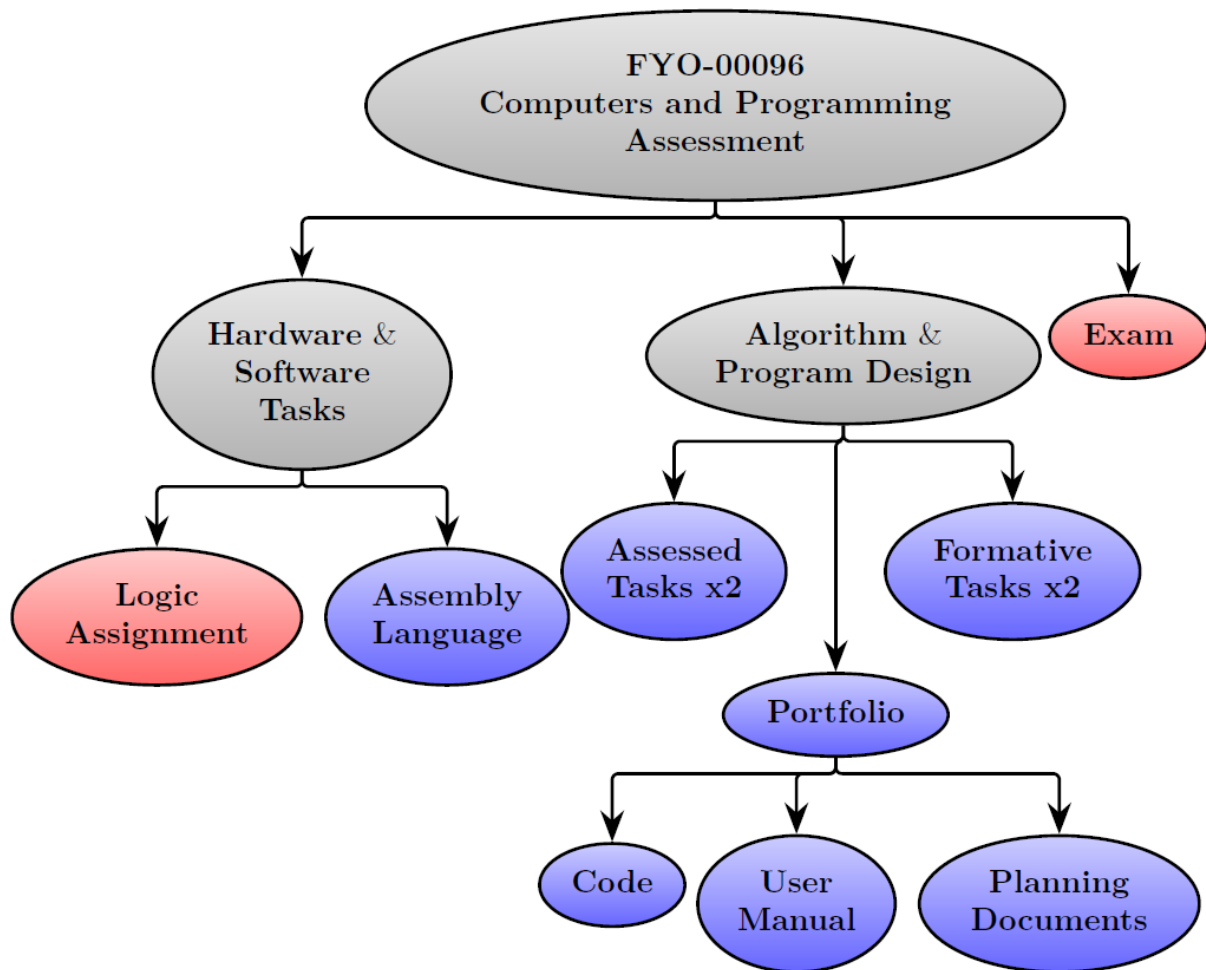 FYO-00096
Computers and Programming
Assessment
Hardware &
Software
Tasks
Algorithm &
Program Design
Exam
Logic
Assignment
Assembly
Language
Assessed
Tasks x2
Formative
Tasks x2
Portfolio
Code
User
Manual
Planning
Documents